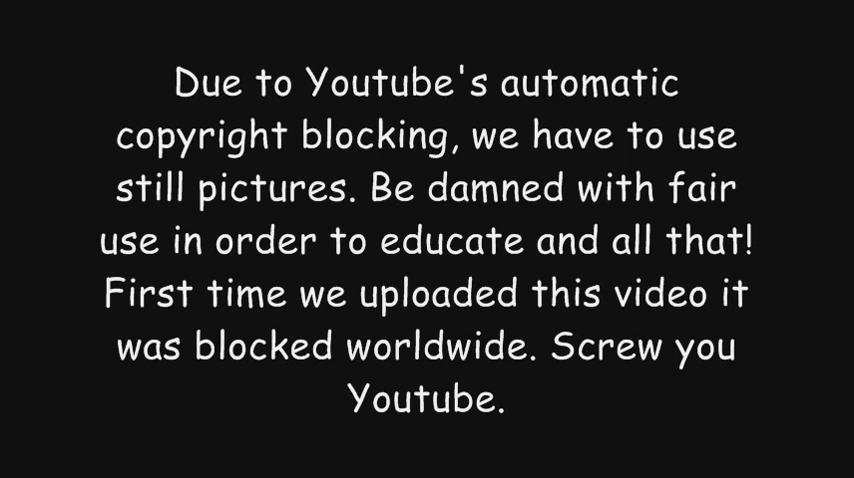 Due to Youtube's automatic
copyright blocking, we have to use
still pictures. Be damned with fair
use in order to educate and all that!
First time we uploaded this video it
was blocked worldwide. Screw you
Youtube.